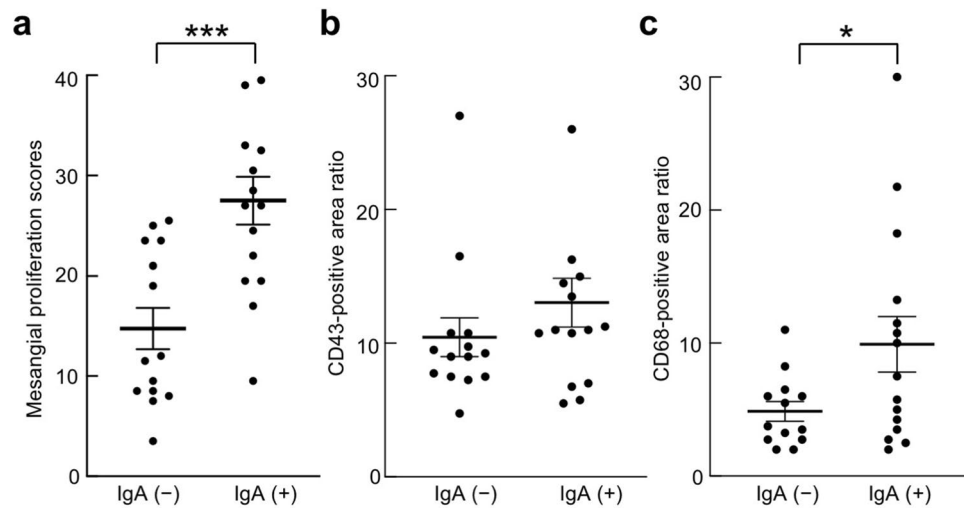 a
***
Mesangial proliferation scores
40
30
20
10
0
IgA (−)
IgA (+)
b
CD43-positive area ratio
30
20
10
0
IgA (−)
IgA (+)
c
*
CD68-positive area ratio
30
20
10
0
IgA (−)
IgA (+)